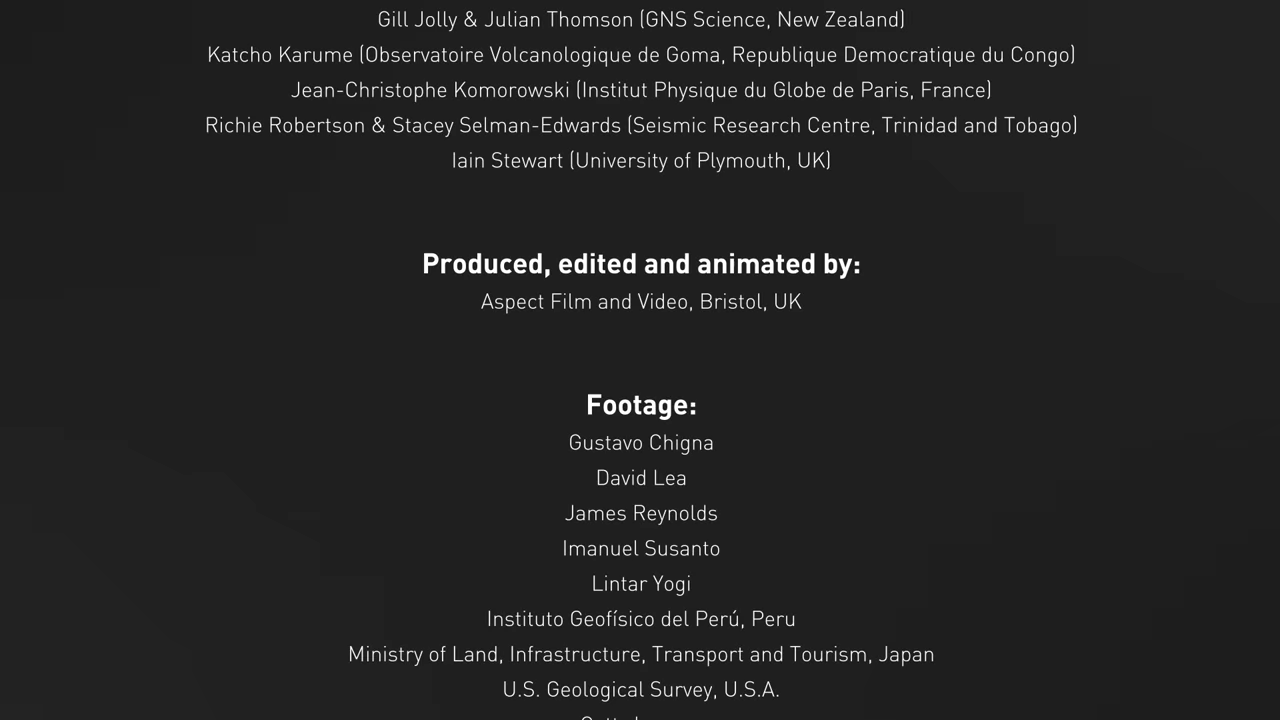 Gill Jolly & Julian Thomson (GNS Science, New Zealand)
Katcho Karume (Observatoire Volcanologique de Goma, Republique Democratique du Congo)
Jean-Christophe Komorowski (Institut Physique du Globe de Paris, France)
Richie Robertson & Stacey Selman-Edwards (Seismic Research Centre, Trinidad and Tobago)
Iain Stewart (University of Plymouth, UK)
Produced, edited and animated by:
Aspect Film and Video, Bristol, UK
Footage:
Gustavo Chigna
David Lea
James Reynolds
Imanuel Susanto
Lintar Yogi
Instituto Geofísico del Perú, Peru
Ministry of Land, Infrastructure, Transport and Tourism, Japan
U.S. Geological Survey, U.S.A.